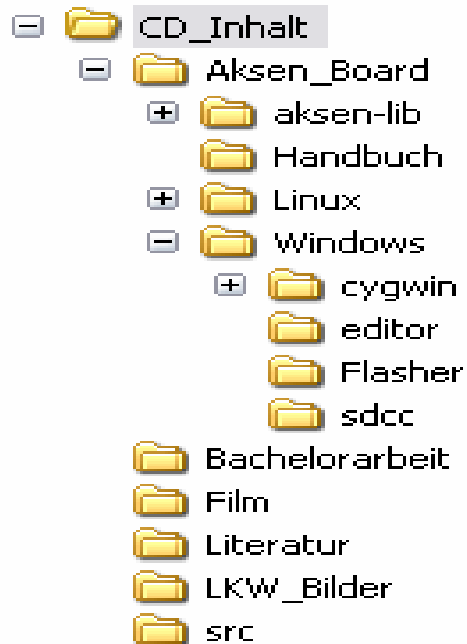 CD_Inhalt
Aksen_Board
aksen-lib
Handbuch
Linux
Windows
cygwin
editor
Flasher
sdcc
Bachelorarbeit
Film
Literatur
LKW_Bilder
src